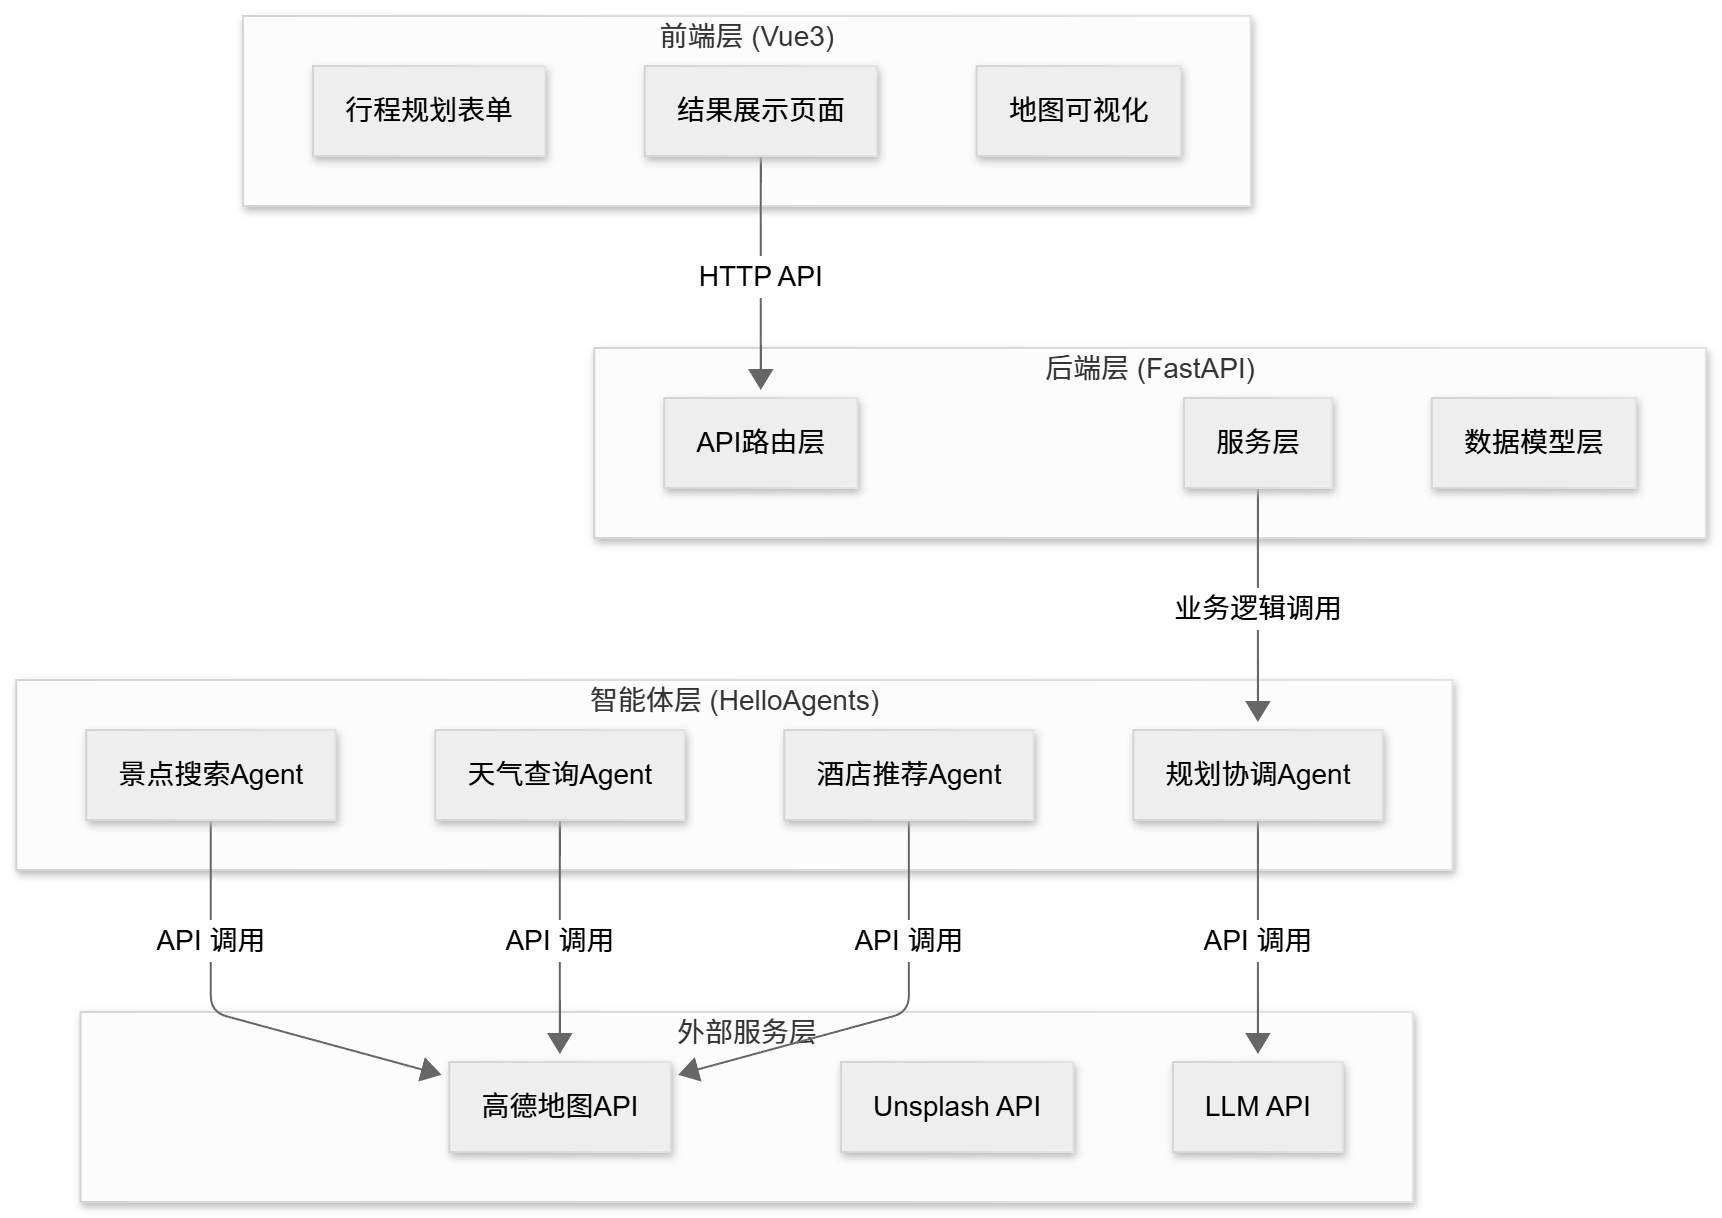 前端层 (Vue3)
行程规划表单
结果展示页面
地图可视化
HTTP API
后端层 (FastAPI)
API路由层
服务层
数据模型层
业务逻辑调用
智能体层 (HelloAgents)
景点搜索Agent
天气查询Agent
酒店推荐Agent
规划协调Agent
API 调用
API 调用
API 调用
API 调用
外部服务层
高德地图API
Unsplash API
LLM API